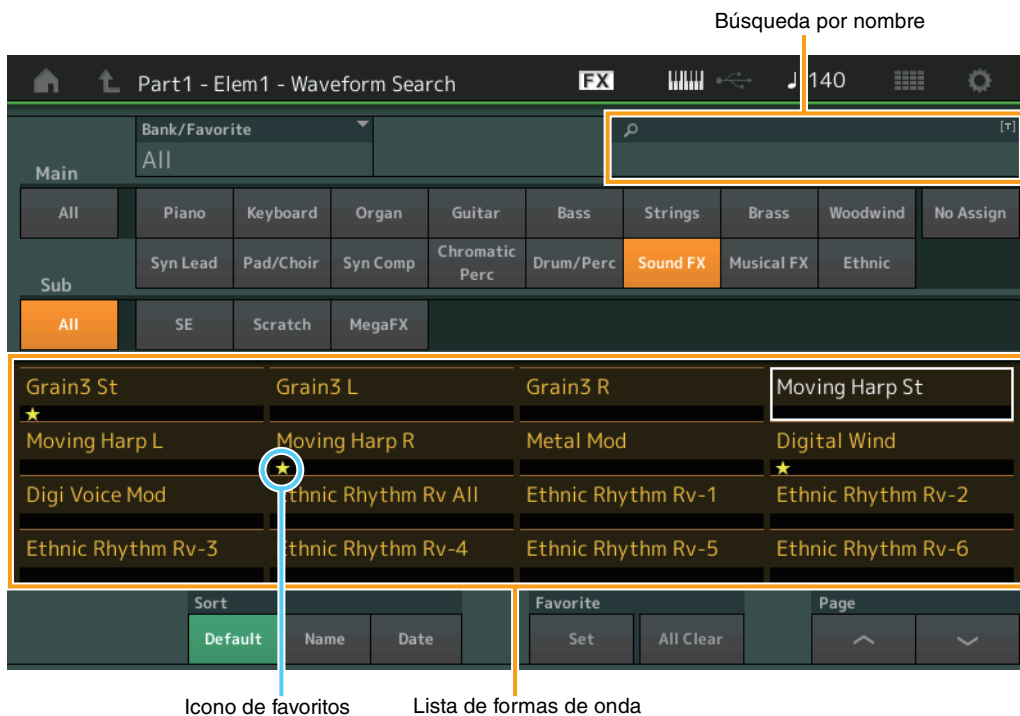 Búsqueda por nombre
Part1 - Elem1 - Waveform Search FX ♩ 140
Bank/Favorite [T]
All
Main
All Piano Keyboard Organ Guitar Bass Strings Brass Woodwind No Assign
Syn Lead Pad/Choir Syn Comp Chromatic Perc Drum/Perc Sound FX Musical FX Ethnic
Sub
All SE Scratch MegaFX
Grain3 St Grain3 L Grain3 R Moving Harp St
Moving Harp L Moving Harp R Metal Mod Digital Wind
Digi Voice Mod Ethnic Rhythm Rv All Ethnic Rhythm Rv-1 Ethnic Rhythm Rv-2
Ethnic Rhythm Rv-3 Ethnic Rhythm Rv-4 Ethnic Rhythm Rv-5 Ethnic Rhythm Rv-6
Sort Favorite Page
Default Name Date Set All Clear
Icono de favoritos Lista de formas de onda